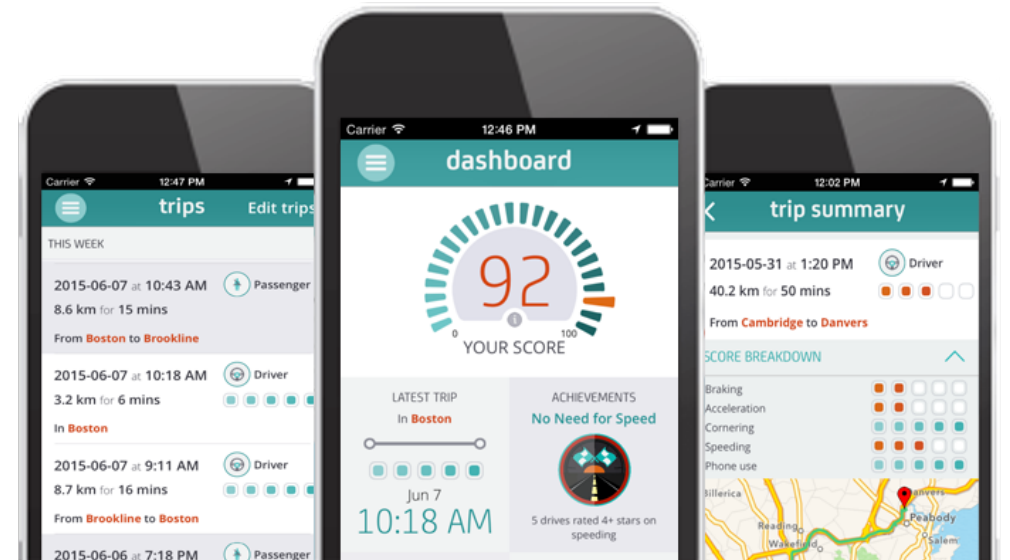 Carrier 12:47 PM
trips Edit trips
THIS WEEK
2015-06-07 at 10:43 AM Passenger
8.6 km for 15 mins
From Boston to Brookline
2015-06-07 at 10:18 AM Driver
3.2 km for 6 mins
In Boston
2015-06-07 at 9:11 AM Driver
8.7 km for 16 mins
From Brookline to Boston
2015-06-06 at 7:18 PM Passenger
Carrier 12:46 PM
dashboard
92
0 100
YOUR SCORE
LATEST TRIP
In Boston
Jun 7
10:18 AM
ACHIEVEMENTS
No Need for Speed
5 drives rated 4+ stars on
speeding
Carrier 12:02 PM
trip summary
2015-05-31 at 1:20 PM Driver
40.2 km for 50 mins
From Cambridge to Danvers
SCORE BREAKDOWN
Braking
Acceleration
Cornering
Speeding
Phone use
Billerica
Danvers
Peabody
Reading
Salem
Wakefield